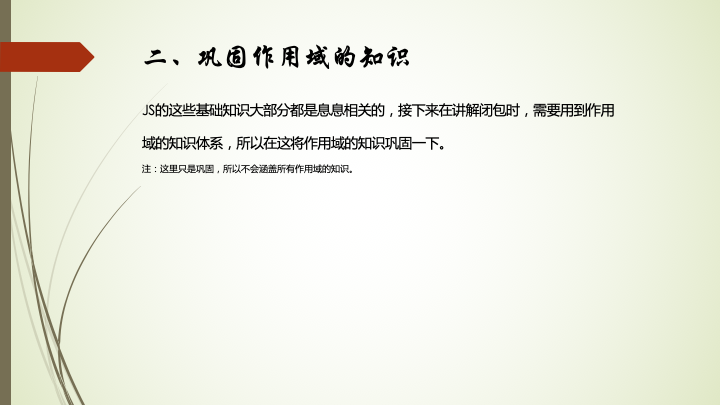 二、巩固作用域的知识
JS的这些基础知识大部分都是息息相关的，接下来在讲解闭包时，需要用到作用
域的知识体系，所以在这将作用域的知识巩固一下。
注：这里只是巩固，所以不会涵盖所有作用域的知识。